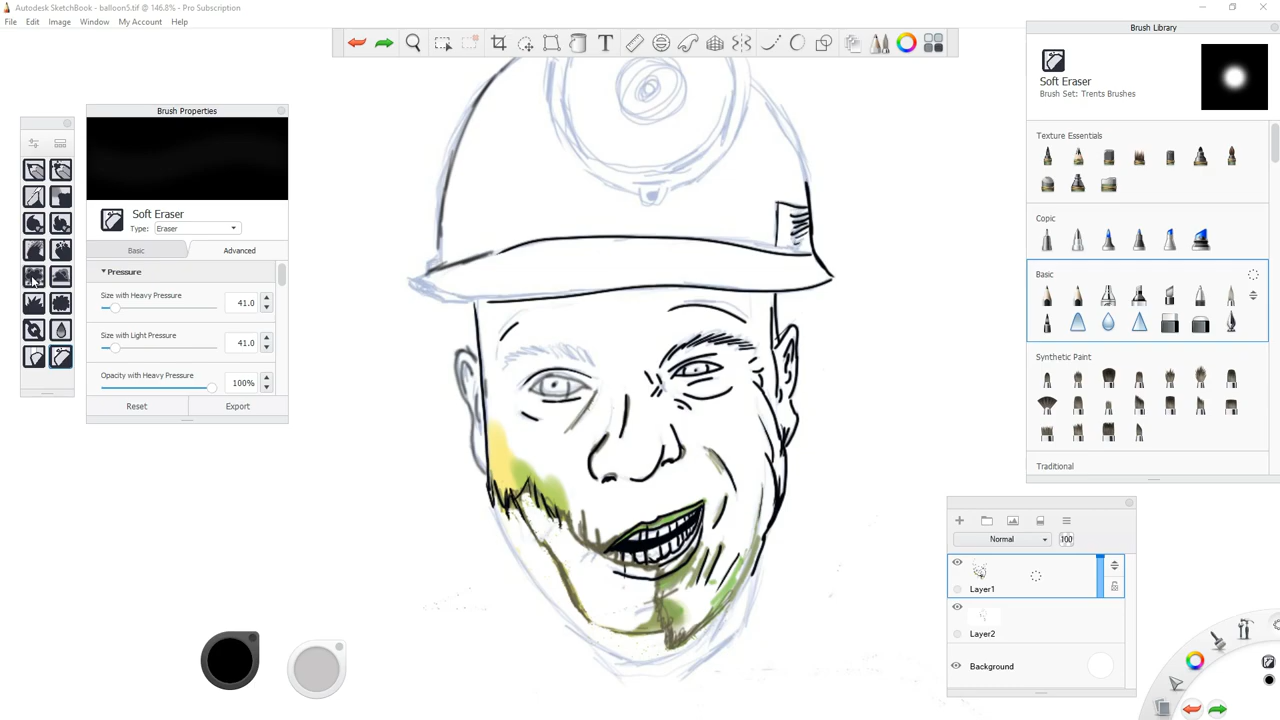 Autodesk SketchBook - balloon5.tif @ 146.8% - Pro Subscription
File Edit Image Window My Account Help
Brush Properties
Soft Eraser
Type: Eraser
Basic Advanced
Pressure
Size with Heavy Pressure
41.0
Size with Light Pressure
41.0
Opacity with Heavy Pressure
100%
Reset Export
Brush Library
Soft Eraser
Brush Set: Trents Brushes
Texture Essentials
Copic
Basic
Synthetic Paint
Traditional
Normal 100
Layer1
Layer2
Background